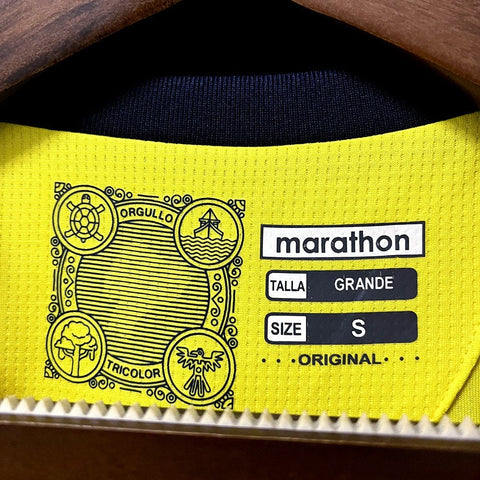 ORGULLO
TRICOLOR
marathon
TALLA GRANDE
SIZE S
ORIGINAL